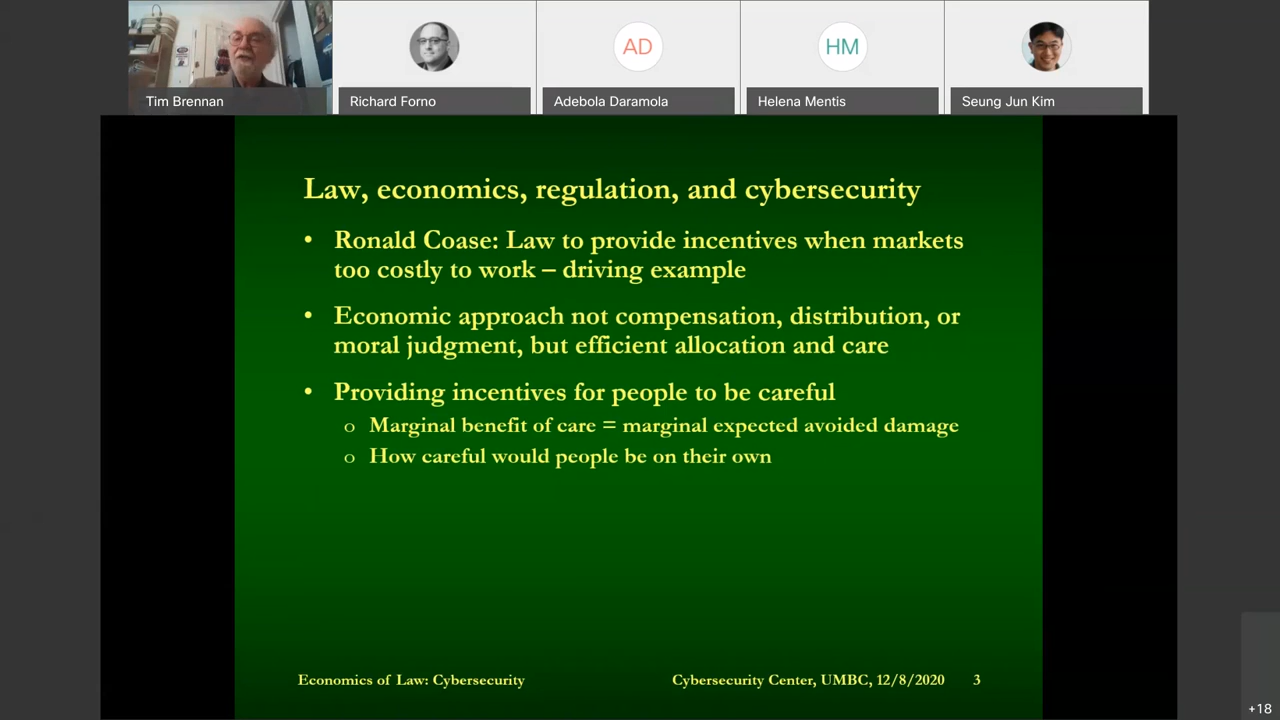 AD
HM
Tim Brennan
Richard Forno
Adebola Daramola
Helena Mentis
Seung Jun Kim
Law, economics, regulation, and cybersecurity
• Ronald Coase: Law to provide incentives when markets
too costly to work – driving example
• Economic approach not compensation, distribution, or
moral judgment, but efficient allocation and care
• Providing incentives for people to be careful
o Marginal benefit of care = marginal expected avoided damage
o How careful would people be on their own
Economics of Law: Cybersecurity
Cybersecurity Center, UMBC, 12/8/2020 3
+18